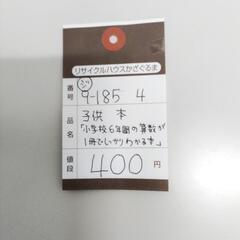 リサイクルハウスかざぐるま
番号 ジ 9-185 4
品名 子供 本
「小学校6年間の算数が
1冊でしっかりわかる本」
値段 400円